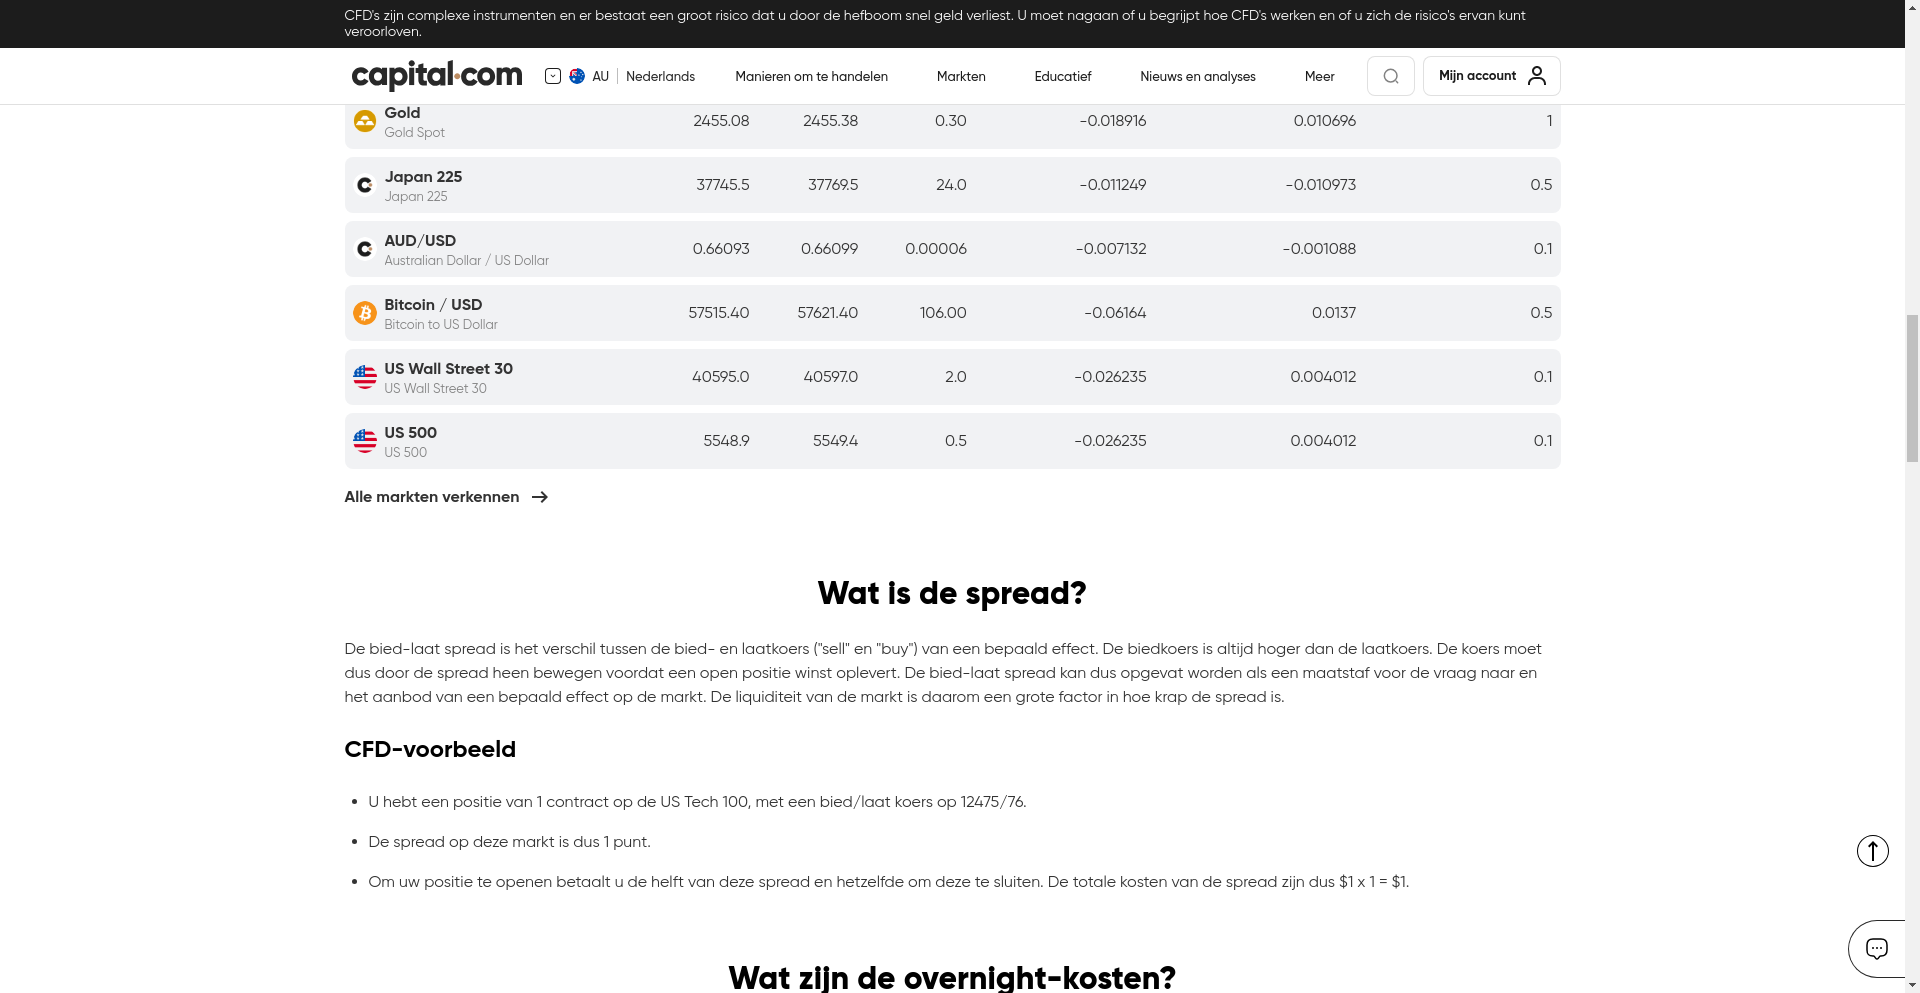 CFD's zijn complexe instrumenten en er bestaat een groot risico dat u door de hefboom snel geld verliest. U moet nagaan of u begrijpt hoe CFD's werken en of u zich de risico's ervan kunt
veroorloven.
capital.com AU Nederlands Manieren om te handelen Markten Educatief Nieuws en analyses Meer Mijn account
Gold
Gold Spot
2455.08 2455.38 0.30 -0.018916 0.010696 1
Japan 225
Japan 225
37745.5 37769.5 24.0 -0.011249 -0.010973 0.5
AUD/USD
Australian Dollar / US Dollar
0.66093 0.66099 0.00006 -0.007132 -0.001088 0.1
Bitcoin / USD
Bitcoin to US Dollar
57515.40 57621.40 106.00 -0.06164 0.0137 0.5
US Wall Street 30
US Wall Street 30
40595.0 40597.0 2.0 -0.026235 0.004012 0.1
US 500
US 500
5548.9 5549.4 0.5 -0.026235 0.004012 0.1
Alle markten verkennen
Wat is de spread?
De bied-laat spread is het verschil tussen de bied- en laatkoers ("sell" en "buy") van een bepaald effect. De biedkoers is altijd hoger dan de laatkoers. De koers moet
dus door de spread heen bewegen voordat een open positie winst oplevert. De bied-laat spread kan dus opgevat worden als een maatstaf voor de vraag naar en
het aanbod van een bepaald effect op de markt. De liquiditeit van de markt is daarom een grote factor in hoe krap de spread is.
CFD-voorbeeld
• U hebt een positie van 1 contract op de US Tech 100, met een bied/laat koers op 12475/76.
• De spread op deze markt is dus 1 punt.
• Om uw positie te openen betaalt u de helft van deze spread en hetzelfde om deze te sluiten. De totale kosten van de spread zijn dus $1 x 1 = $1.
Wat zijn de overnight-kosten?